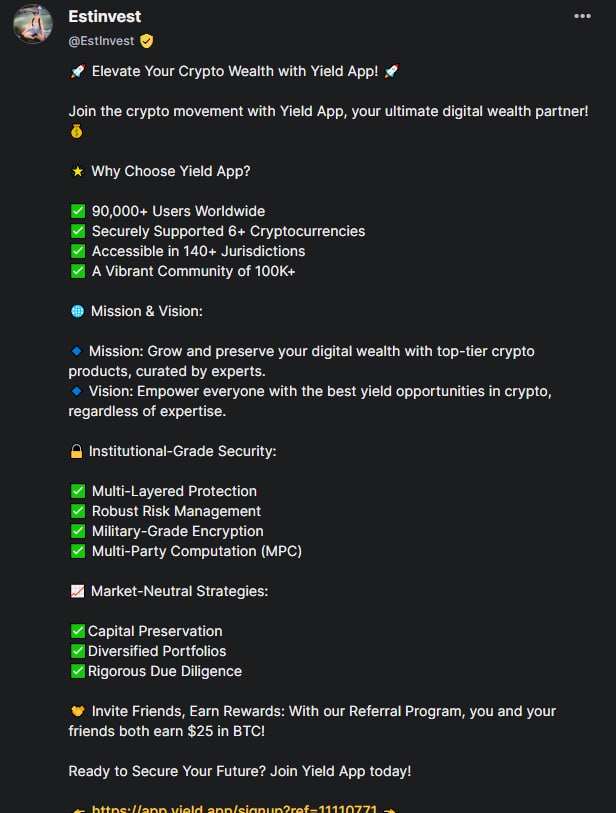 Estinvest
@EstInvest
🚀 Elevate Your Crypto Wealth with Yield App! 🚀
Join the crypto movement with Yield App, your ultimate digital wealth partner!
💰
⭐ Why Choose Yield App?
✅ 90,000+ Users Worldwide
✅ Securely Supported 6+ Cryptocurrencies
✅ Accessible in 140+ Jurisdictions
✅ A Vibrant Community of 100K+
🌐 Mission & Vision:
🔹 Mission: Grow and preserve your digital wealth with top-tier crypto
products, curated by experts.
🔹 Vision: Empower everyone with the best yield opportunities in crypto,
regardless of expertise.
🔒 Institutional-Grade Security:
✅ Multi-Layered Protection
✅ Robust Risk Management
✅ Military-Grade Encryption
✅ Multi-Party Computation (MPC)
📈 Market-Neutral Strategies:
✅Capital Preservation
✅Diversified Portfolios
✅Rigorous Due Diligence
🤝 Invite Friends, Earn Rewards: With our Referral Program, you and your
friends both earn $25 in BTC!
Ready to Secure Your Future? Join Yield App today!
https://app.yield.app/signup?ref=11110771